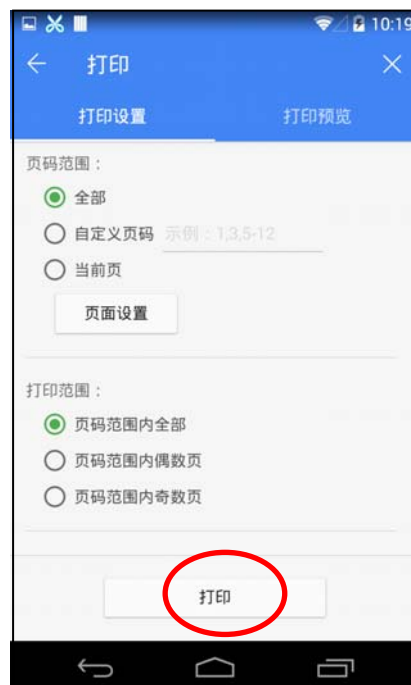 10:19
打印
打印设置 打印预览
页码范围：
全部
自定义页码 示例：1,3,5-12
当前页
页面设置
打印范围：
页码范围内全部
页码范围内偶数页
页码范围内奇数页
打印